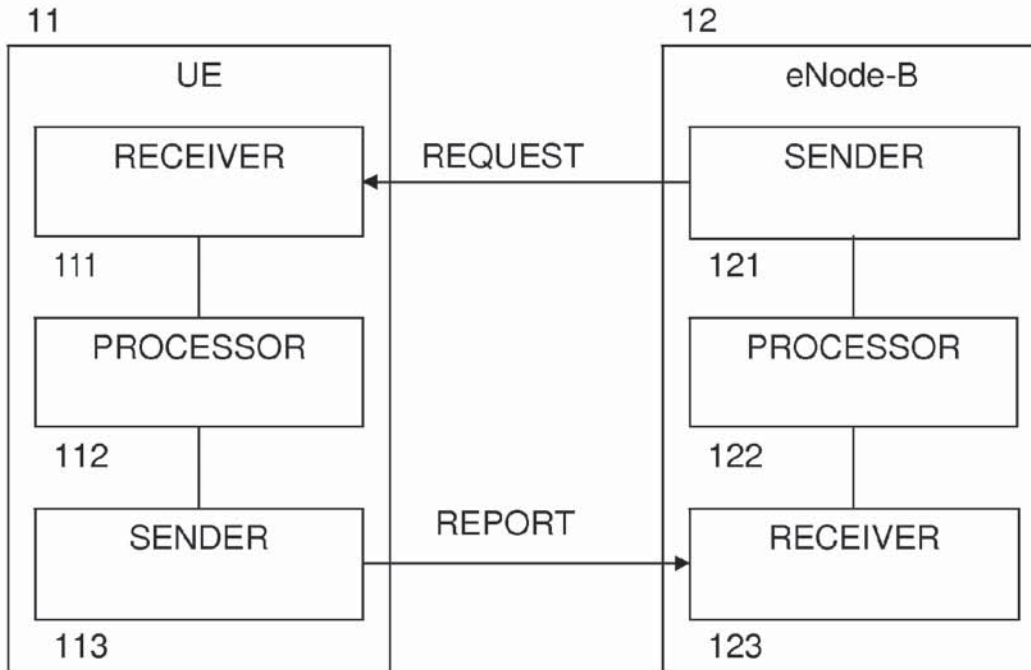 11
12
UE
eNode-B
RECEIVER
REQUEST
SENDER
111
121
PROCESSOR
PROCESSOR
112
122
SENDER
REPORT
RECEIVER
113
123